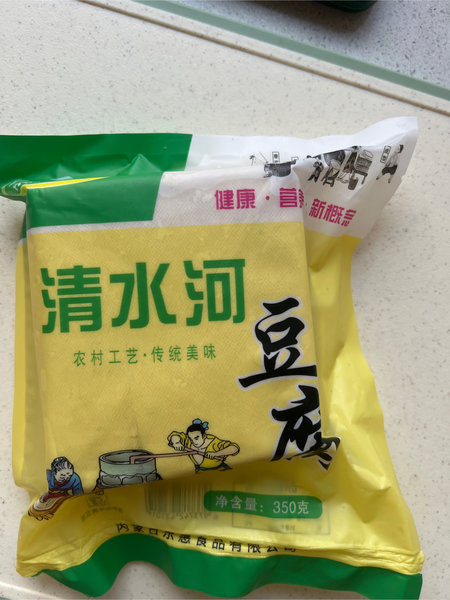 健康·营养 新概念
清水河
农村工艺·传统美味
豆腐
净含量：350克